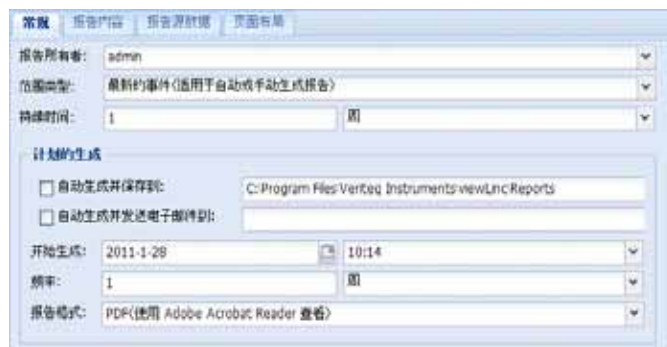 常规 报告内容 报告源数据 页面布局
报告所有者: admin
范围类型: 最新的事件(适用于自动或手动生成报告)
持续时间: 1 周
计划的生成
自动生成并保存到: C:\Program Files\Veriteq Instruments\viewLinc\Reports
自动生成并发送电子邮件到:
开始生成: 2011-1-28 10:14
频率: 1 周
报告格式: PDF(使用 Adobe Acrobat Reader 查看)